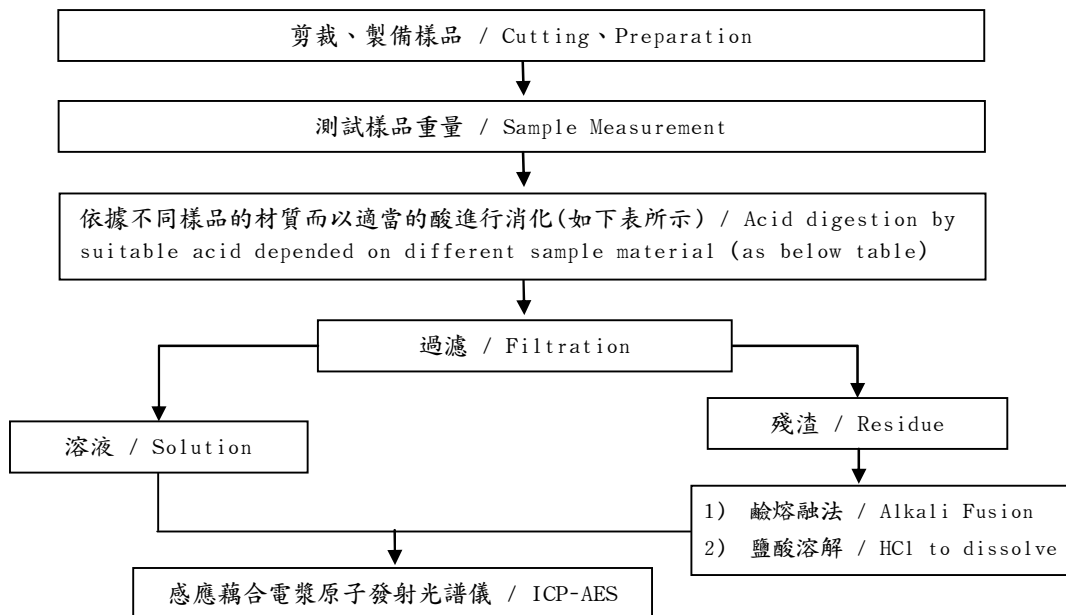 剪裁、製備樣品 / Cutting、Preparation
測試樣品重量 / Sample Measurement
依據不同樣品的材質而以適當的酸進行消化(如下表所示) / Acid digestion by
suitable acid depended on different sample material (as below table)
過濾 / Filtration
溶液 / Solution
殘渣 / Residue
1) 鹼熔融法 / Alkali Fusion
2) 鹽酸溶解 / HCl to dissolve
感應藕合電漿原子發射光譜儀 / ICP-AES